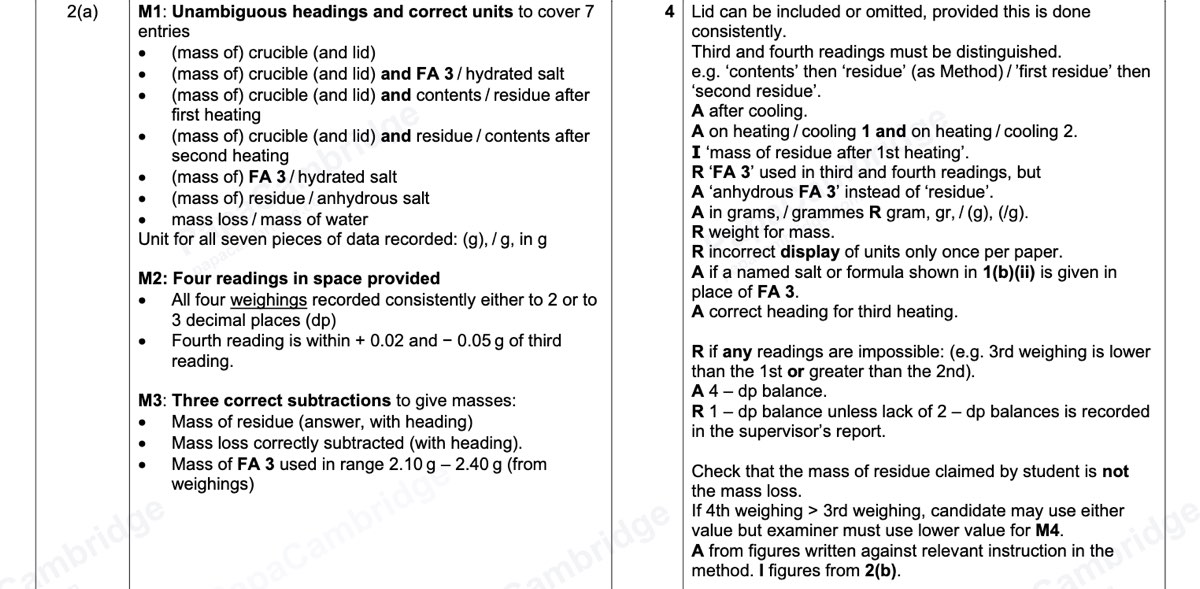 2(a)
M1: Unambiguous headings and correct units to cover 7
entries
• (mass of) crucible (and lid)
• (mass of) crucible (and lid) and FA 3 / hydrated salt
• (mass of) crucible (and lid) and contents / residue after
first heating
• (mass of) crucible (and lid) and residue / contents after
second heating
• (mass of) FA 3 / hydrated salt
• (mass of) residue / anhydrous salt
• mass loss / mass of water
Unit for all seven pieces of data recorded: (g), / g, in g
M2: Four readings in space provided
• All four weighings recorded consistently either to 2 or to
3 decimal places (dp)
• Fourth reading is within + 0.02 and − 0.05 g of third
reading.
M3: Three correct subtractions to give masses:
• Mass of residue (answer, with heading)
• Mass loss correctly subtracted (with heading).
• Mass of FA 3 used in range 2.10 g – 2.40 g (from
weighings)
4
Lid can be included or omitted, provided this is done
consistently.
Third and fourth readings must be distinguished.
e.g. ‘contents’ then ‘residue’ (as Method) / ’first residue’ then
‘second residue’.
A after cooling.
A on heating / cooling 1 and on heating / cooling 2.
I ‘mass of residue after 1st heating’.
R ‘FA 3’ used in third and fourth readings, but
A ‘anhydrous FA 3’ instead of ‘residue’.
A in grams, / grammes R gram, gr, / (g), (/g).
R weight for mass.
R incorrect display of units only once per paper.
A if a named salt or formula shown in 1(b)(ii) is given in
place of FA 3.
A correct heading for third heating.
R if any readings are impossible: (e.g. 3rd weighing is lower
than the 1st or greater than the 2nd).
A 4 – dp balance.
R 1 – dp balance unless lack of 2 – dp balances is recorded
in the supervisor’s report.
Check that the mass of residue claimed by student is not
the mass loss.
If 4th weighing > 3rd weighing, candidate may use either
value but examiner must use lower value for M4.
A from figures written against relevant instruction in the
method. I figures from 2(b).